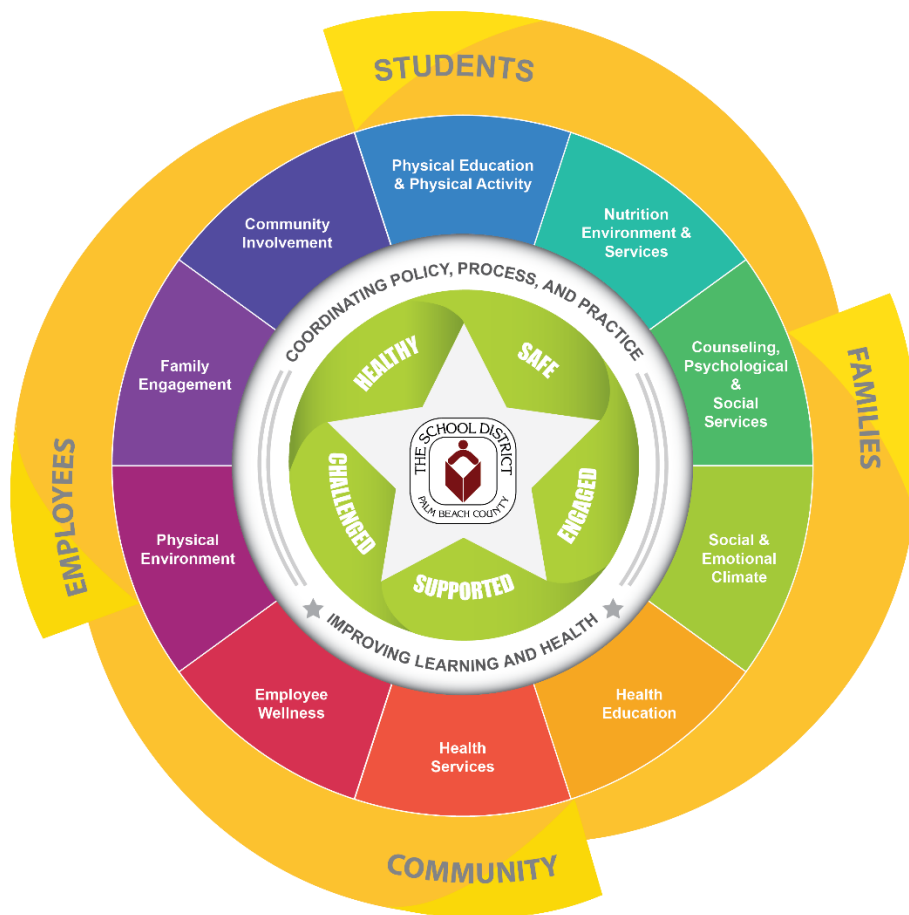 STUDENTS
FAMILIES
COMMUNITY
EMPLOYEES
Physical Education
& Physical Activity
Nutrition
Environment &
Services
Counseling,
Psychological
&
Social
Services
Social &
Emotional
Climate
Health
Education
Health
Services
Employee
Wellness
Physical
Environment
Family
Engagement
Community
Involvement
COORDINATING POLICY, PROCESS, AND PRACTICE
IMPROVING LEARNING AND HEALTH
HEALTHY
SAFE
ENGAGED
SUPPORTED
CHALLENGED
THE SCHOOL DISTRICT
PALM BEACH COUNTY